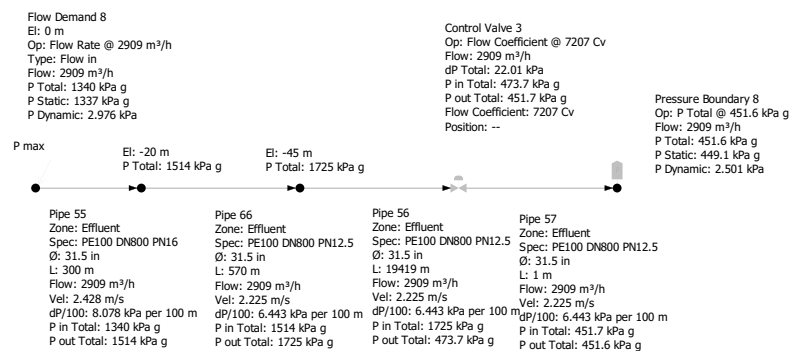 Flow Demand 8
El: 0 m
Op: Flow Rate @ 2909 m³/h
Type: Flow in
Flow: 2909 m³/h
P Total: 1340 kPa g
P Static: 1337 kPa g
P Dynamic: 2.976 kPa
Control Valve 3
Op: Flow Coefficient @ 7207 Cv
Flow: 2909 m³/h
dP Total: 22.01 kPa
P in Total: 473.7 kPa g
P out Total: 451.7 kPa g
Flow Coefficient: 7207 Cv
Position: --
Pressure Boundary 8
Op: P Total @ 451.6 kPa g
Flow: 2909 m³/h
P Total: 451.6 kPa g
P Static: 449.1 kPa g
P Dynamic: 2.501 kPa
P max
El: -20 m
P Total: 1514 kPa g
El: -45 m
P Total: 1725 kPa g
Pipe 55
Zone: Effluent
Spec: PE100 DN800 PN16
Ø: 31.5 in
L: 300 m
Flow: 2909 m³/h
Vel: 2.428 m/s
dP/100: 8.078 kPa per 100 m
P in Total: 1340 kPa g
P out Total: 1514 kPa g
Pipe 66
Zone: Effluent
Spec: PE100 DN800 PN12.5
Ø: 31.5 in
L: 570 m
Flow: 2909 m³/h
Vel: 2.225 m/s
dP/100: 6.443 kPa per 100 m
P in Total: 1514 kPa g
P out Total: 1725 kPa g
Pipe 56
Zone: Effluent
Spec: PE100 DN800 PN12.5
Ø: 31.5 in
L: 19419 m
Flow: 2909 m³/h
Vel: 2.225 m/s
dP/100: 6.443 kPa per 100 m
P in Total: 1725 kPa g
P out Total: 473.7 kPa g
Pipe 57
Zone: Effluent
Spec: PE100 DN800 PN12.5
Ø: 31.5 in
L: 1 m
Flow: 2909 m³/h
Vel: 2.225 m/s
dP/100: 6.443 kPa per 100 m
P in Total: 451.7 kPa g
P out Total: 451.6 kPa g